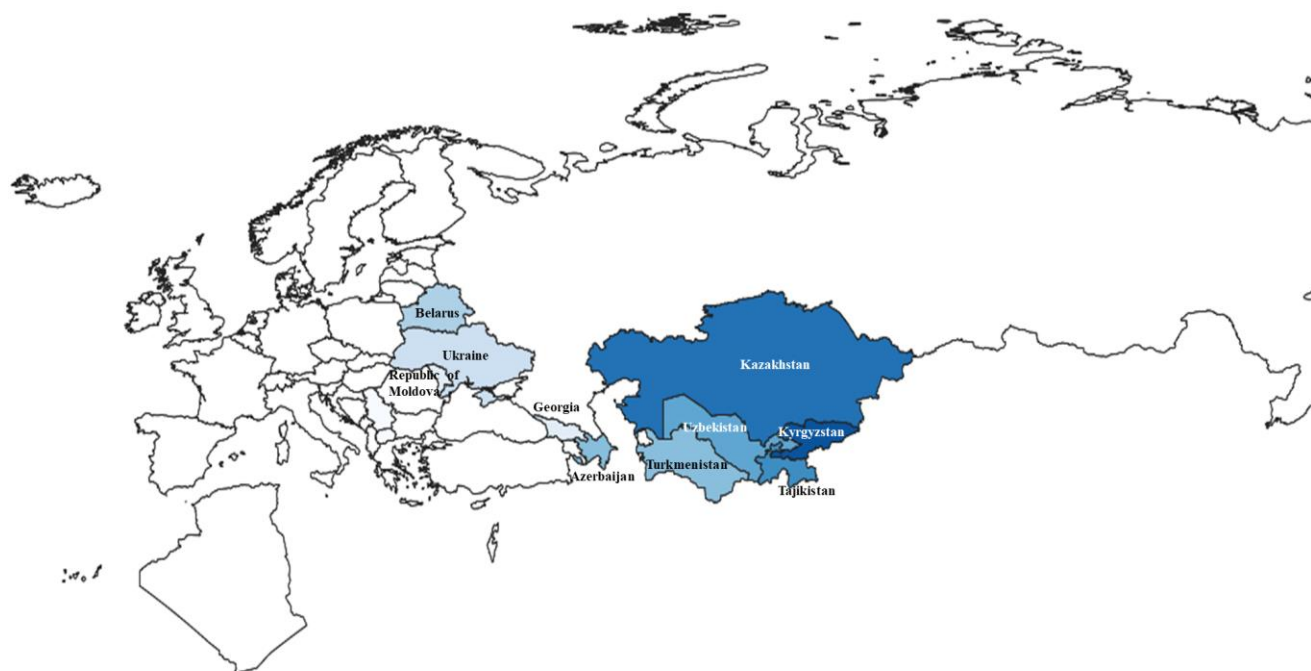 Belarus
Ukraine
Kazakhstan
Republic of
Moldova
Georgia
Uzbekistan
Kyrgyzstan
Azerbaijan
Turkmenistan
Tajikistan